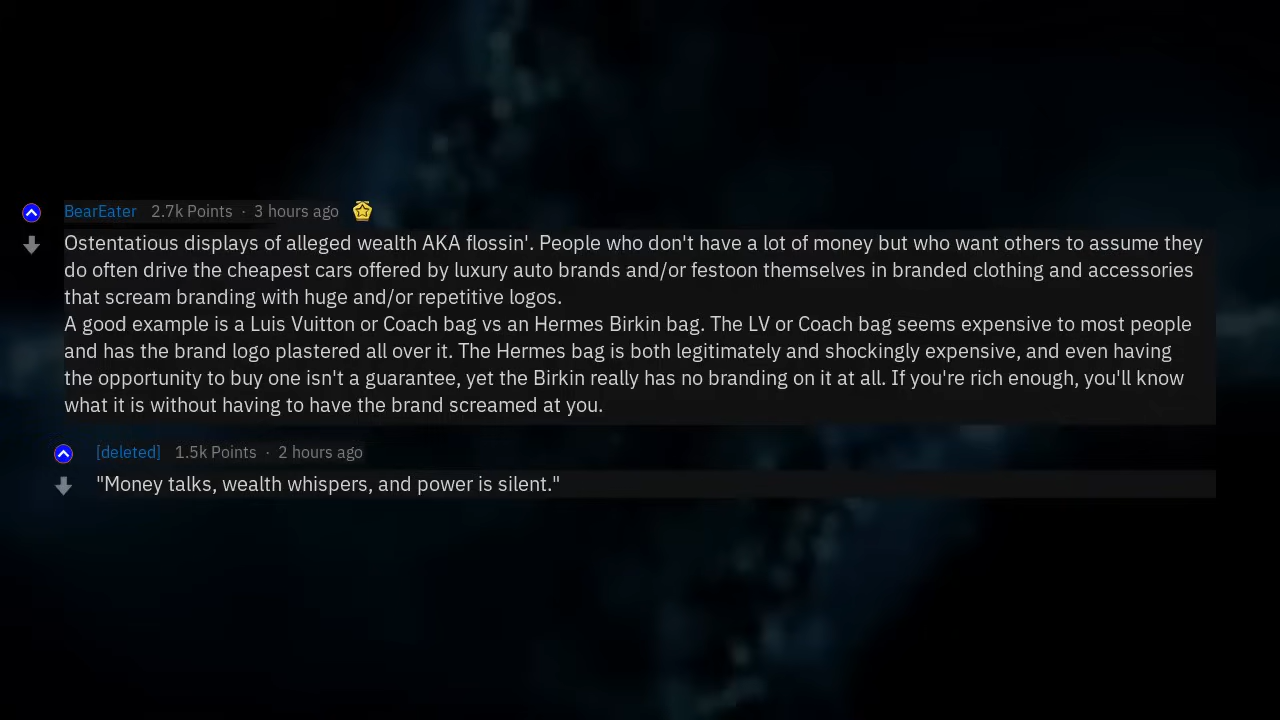 BearEater 2.7k Points · 3 hours ago
Ostentatious displays of alleged wealth AKA flossin'. People who don't have a lot of money but who want others to assume they
do often drive the cheapest cars offered by luxury auto brands and/or festoon themselves in branded clothing and accessories
that scream branding with huge and/or repetitive logos.
A good example is a Luis Vuitton or Coach bag vs an Hermes Birkin bag. The LV or Coach bag seems expensive to most people
and has the brand logo plastered all over it. The Hermes bag is both legitimately and shockingly expensive, and even having
the opportunity to buy one isn't a guarantee, yet the Birkin really has no branding on it at all. If you're rich enough, you'll know
what it is without having to have the brand screamed at you.
[deleted] 1.5k Points · 2 hours ago
"Money talks, wealth whispers, and power is silent."